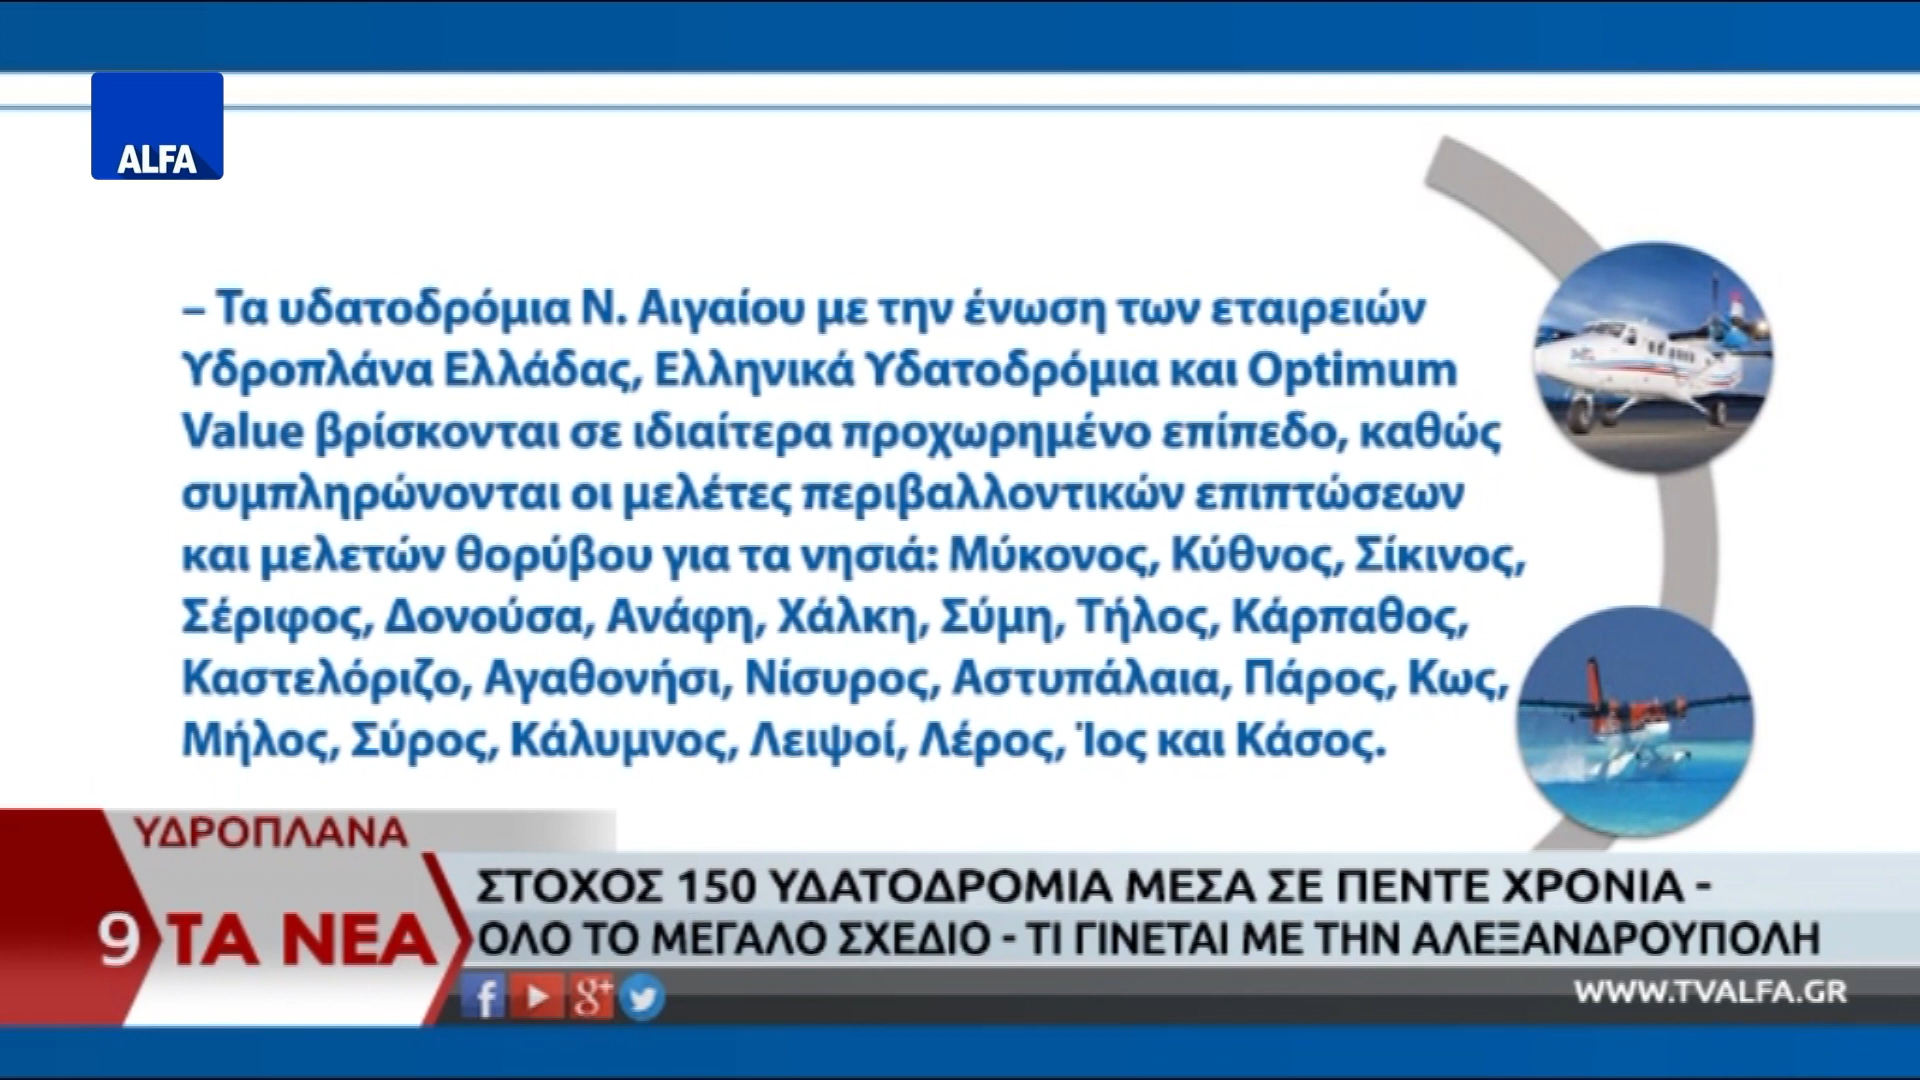 ALFA
– Τα υδατοδρόμια Ν. Αιγαίου με την ένωση των εταιρειών
Υδροπλάνα Ελλάδας, Ελληνικά Υδατοδρόμια και Optimum
Value βρίσκονται σε ιδιαίτερα προχωρημένο επίπεδο, καθώς
συμπληρώνονται οι μελέτες περιβαλλοντικών επιπτώσεων
και μελετών θορύβου για τα νησιά: Μύκονος, Κύθνος, Σίκινος,
Σέριφος, Δονούσα, Ανάφη, Χάλκη, Σύμη, Τήλος, Κάρπαθος,
Καστελόριζο, Αγαθονήσι, Νίσυρος, Αστυπάλαια, Πάρος, Κως,
Μήλος, Σύρος, Κάλυμνος, Λειψοί, Λέρος, Ίος και Κάσος.
ΥΔΡΟΠΛΑΝΑ
9 ΤΑ ΝΕΑ
ΣΤΟΧΟΣ 150 ΥΔΑΤΟΔΡΟΜΙΑ ΜΕΣΑ ΣΕ ΠΕΝΤΕ ΧΡΟΝΙΑ -
ΟΛΟ ΤΟ ΜΕΓΑΛΟ ΣΧΕΔΙΟ - ΤΙ ΓΙΝΕΤΑΙ ΜΕ ΤΗΝ ΑΛΕΞΑΝΔΡΟΥΠΟΛΗ
f 8+
WWW.TVALFA.GR